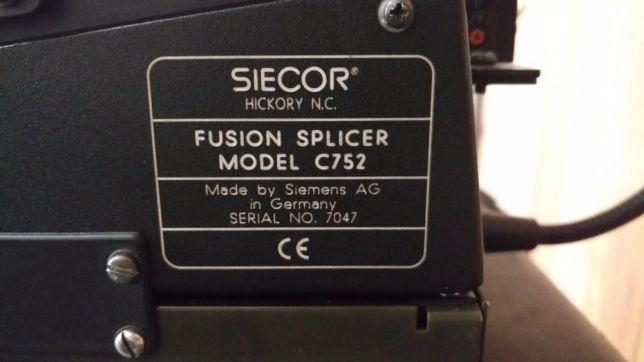 SIECOR®
HICKORY N.C.
FUSION SPLICER
MODEL C752
Made by Siemens AG
in Germany
SERIAL NO. 7047
CE